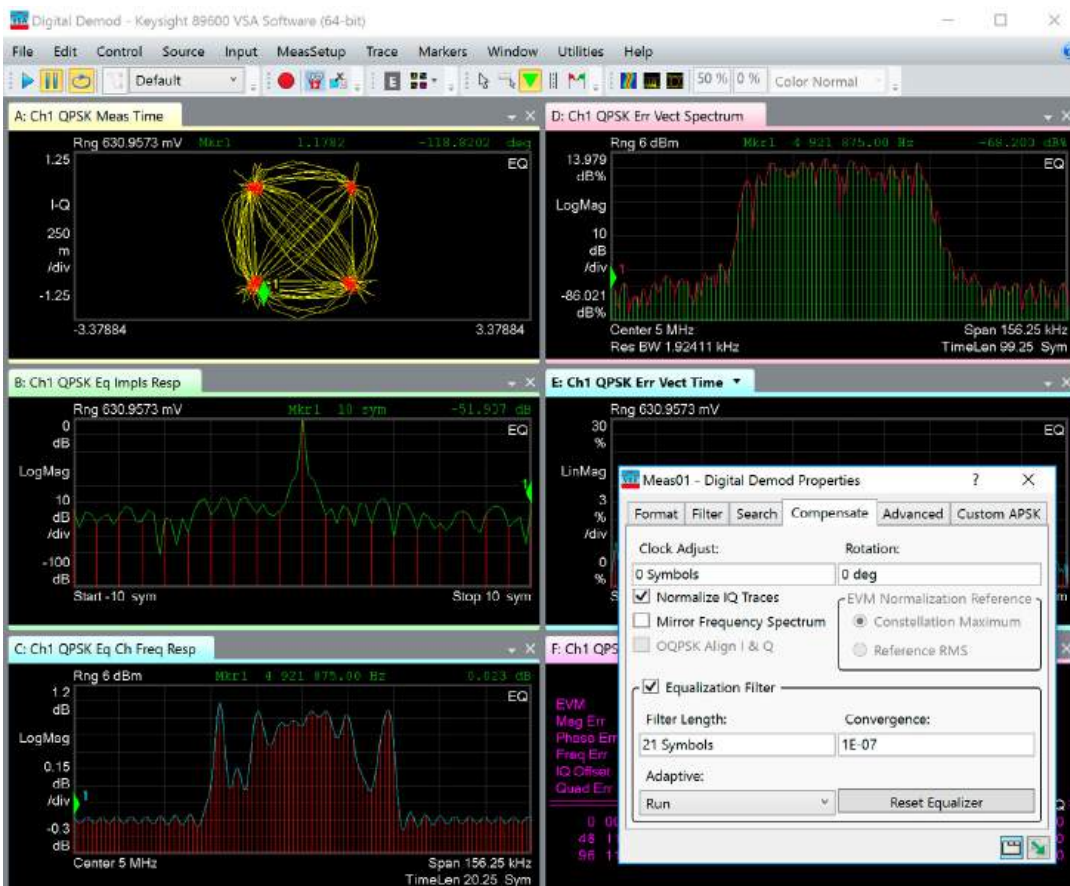 Digital Demod - Keysight 89600 VSA Software (64-bit)
File Edit Control Source Input MeasSetup Trace Markers Window Utilities Help
Default 50 % 0 % Color Normal
A: Ch1 QPSK Meas Time
Rng 630.9573 mV Mkr1 1.1782 -118.8202 deg
1.25
EQ
I-Q
250
m
/div
-1.25
-3.37884 3.37884
D: Ch1 QPSK Err Vect Spectrum
Rng 6 dBm Mkr1 4 921 875.00 Hz -68.203 dB%
13.979
dB%
EQ
LogMag
10
dB
/div
1
-86.021
dB%
Center 5 MHz Span 156.25 kHz
Res BW 1.92411 kHz TimeLen 99.25 Sym
B: Ch1 QPSK Eq Impls Resp
Rng 630.9573 mV Mkr1 10 sym -51.937 dB
0
dB
EQ
LogMag
1
10
dB
/div
-100
dB
Start -10 sym Stop 10 sym
E: Ch1 QPSK Err Vect Time
Rng 630.9573 mV
30
%
EQ
LinMag
3
%
/div
0
%
C: Ch1 QPSK Eq Ch Freq Resp
Rng 6 dBm Mkr1 4 921 875.00 Hz 0.023 dB
1.2
dB
EQ
LogMag
0.15
dB
/div
1
-0.3
dB
Center 5 MHz Span 156.25 kHz
TimeLen 20.25 Sym
F: Ch1 QPS
EVM
Mag Err
Phase Err
Freq Err
IQ Offset
Quad Err
0
48
96
Meas01 - Digital Demod Properties
Format Filter Search Compensate Advanced Custom APSK
Clock Adjust: Rotation:
0 Symbols 0 deg
Normalize IQ Traces
Mirror Frequency Spectrum
OQPSK Align I & Q
EVM Normalization Reference
Constellation Maximum
Reference RMS
Equalization Filter
Filter Length: Convergence:
21 Symbols 1E-07
Adaptive:
Run Reset Equalizer